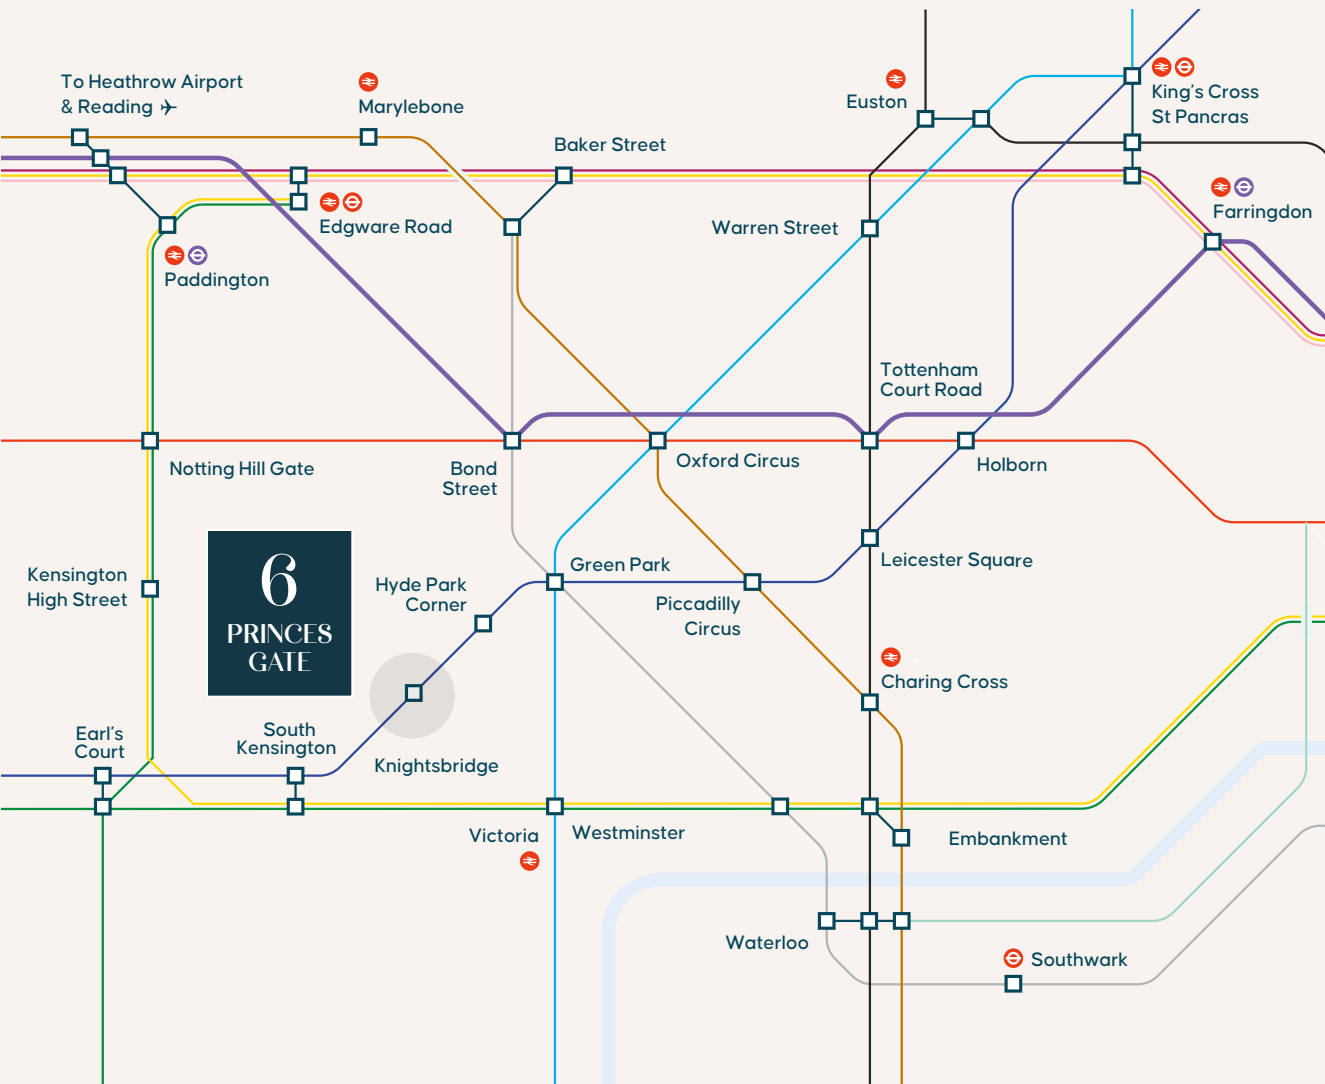 To Heathrow Airport
& Reading
Marylebone
Baker Street
Euston
King's Cross
St Pancras
Edgware Road
Warren Street
Farringdon
Paddington
Tottenham
Court Road
Notting Hill Gate
Bond
Street
Oxford Circus
Holborn
Kensington
High Street
6
PRINCES
GATE
Hyde Park
Corner
Green Park
Piccadilly
Circus
Leicester Square
Charing Cross
Earl's
Court
South
Kensington
Knightsbridge
Victoria
Westminster
Embankment
Waterloo
Southwark